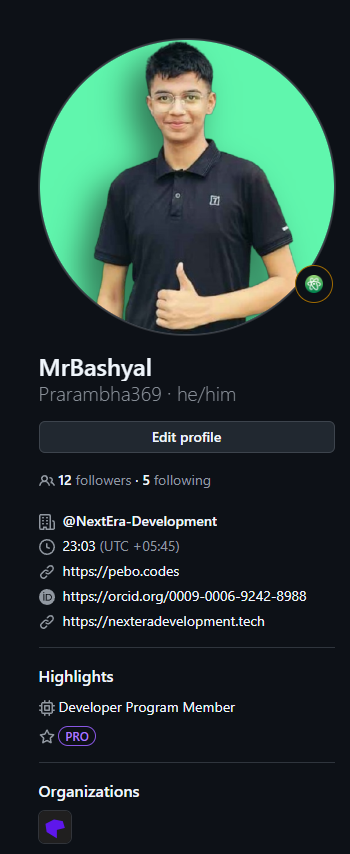 MrBashyal
Prarambha369 · he/him
Edit profile
12 followers · 5 following
@NextEra-Development
23:03 (UTC +05:45)
https://pebo.codes
iD https://orcid.org/0009-0006-9242-8988
https://nexteradevelopment.tech
Highlights
Developer Program Member
PRO
Organizations